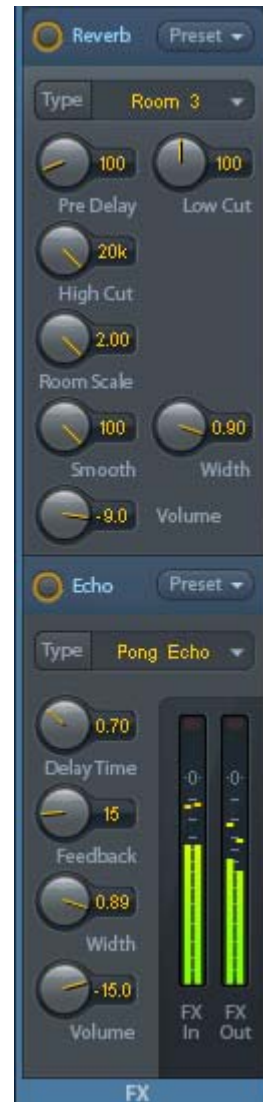 Reverb Preset
Type Room 3
100 100
Pre Delay Low Cut
20k
High Cut
2.00
Room Scale
100 0.90
Smooth Width
-9.0 Volume
Echo Preset
Type Pong Echo
0.70
Delay Time
-0- -0-
15
Feedback
0.89
Width
-15.0
FX FX
Volume In Out
FX